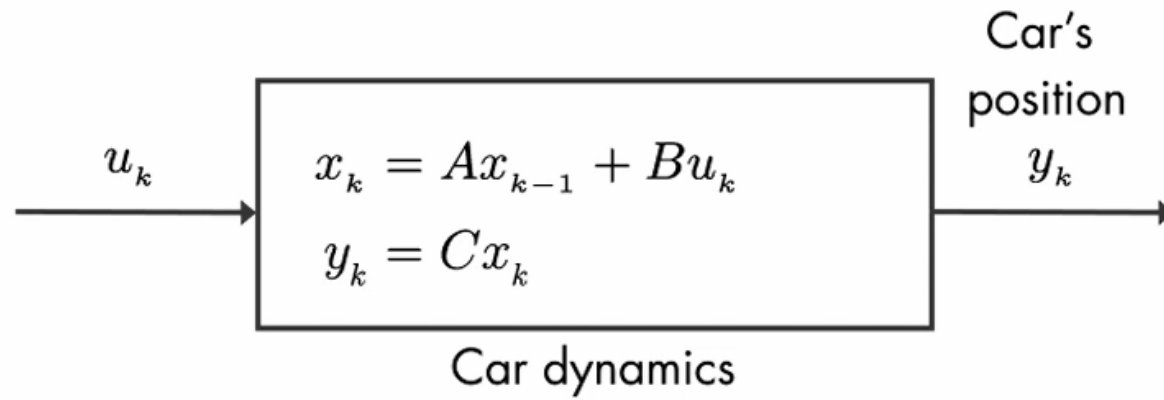 Car's
position
u_k
y_k
x_k = Ax_{k-1} + Bu_k
y_k = Cx_k
Car dynamics